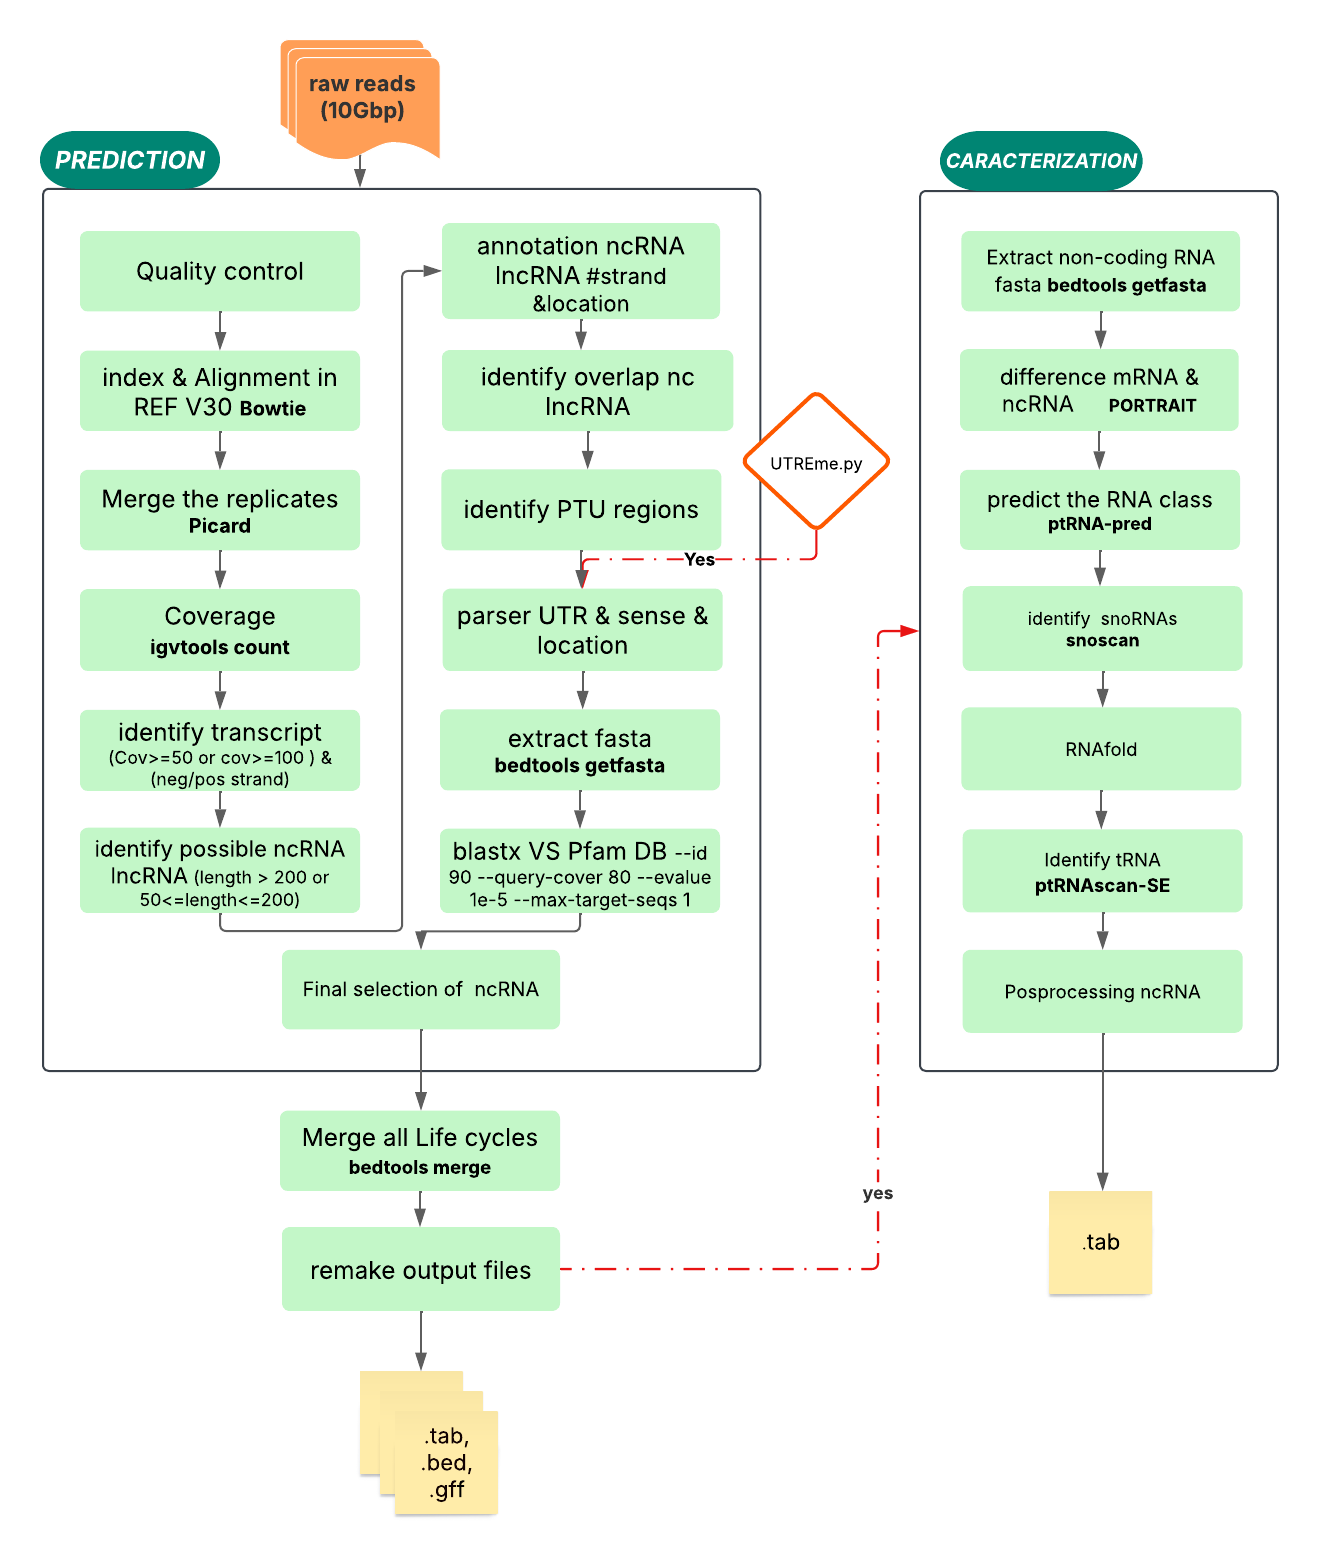 raw reads
(10Gbp)
PREDICTION
Quality control
index & Alignment in
REF V30 Bowtie
Merge the replicates
Picard
Coverage
igvtools count
identify transcript
(Cov>=50 or cov>=100 ) &
(neg/pos strand)
identify possible ncRNA
lncRNA (length > 200 or
50<=length<=200)
annotation ncRNA
lncRNA #strand
&location
identify overlap nc
lncRNA
identify PTU regions
UTREme.py
Yes
parser UTR & sense &
location
extract fasta
bedtools getfasta
blastx VS Pfam DB --id
90 --query-cover 80 --evalue
1e-5 --max-target-seqs 1
Final selection of  ncRNA
Merge all Life cycles
bedtools merge
remake output files
yes
.tab,
.bed,
.gff
CARACTERIZATION
Extract non-coding RNA
fasta bedtools getfasta
difference mRNA &
ncRNA PORTRAIT
predict the RNA class
ptRNA-pred
identify  snoRNAs
snoscan
RNAfold
Identify tRNA
ptRNAscan-SE
Posprocessing ncRNA
.tab